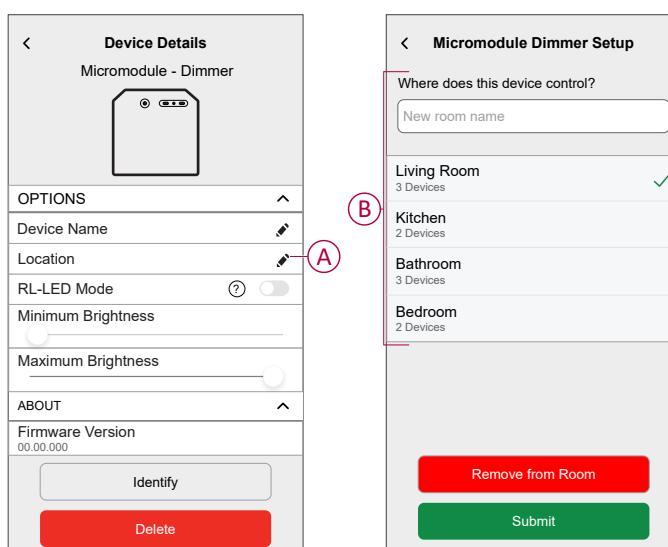 Device Details
Micromodule - Dimmer
OPTIONS
Device Name
Location
A
RL-LED Mode
?
Minimum Brightness
Maximum Brightness
ABOUT
Firmware Version
00.00.000
Identify
Delete
Micromodule Dimmer Setup
Where does this device control?
New room name
B
Living Room
3 Devices
Kitchen
2 Devices
Bathroom
3 Devices
Bedroom
2 Devices
Remove from Room
Submit